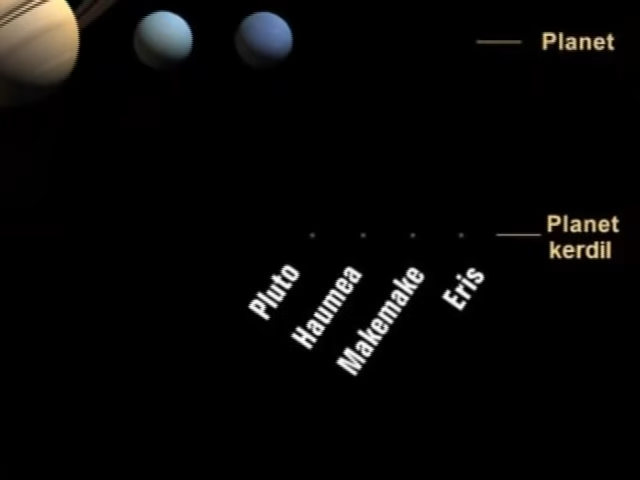 Planet
Planet
kerdil
Pluto
Haumea
Makemake
Eris